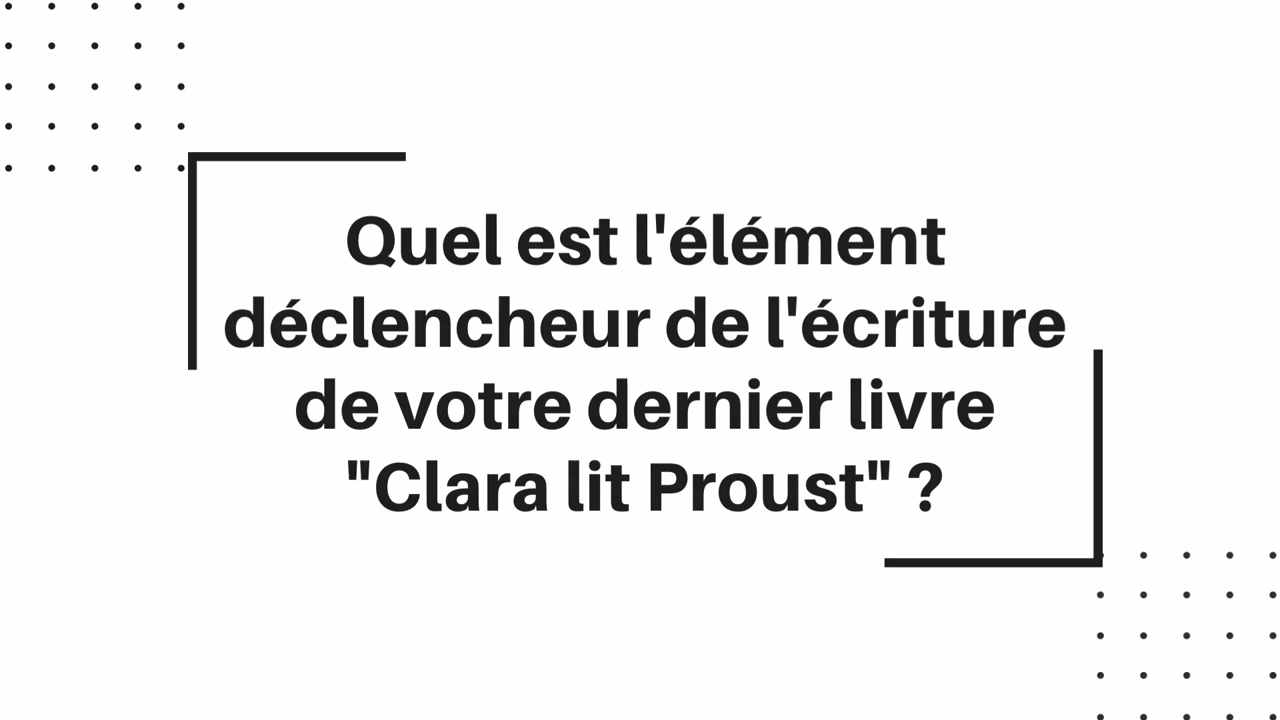 Quel est l'élément
déclencheur de l'écriture
de votre dernier livre
"Clara lit Proust" ?